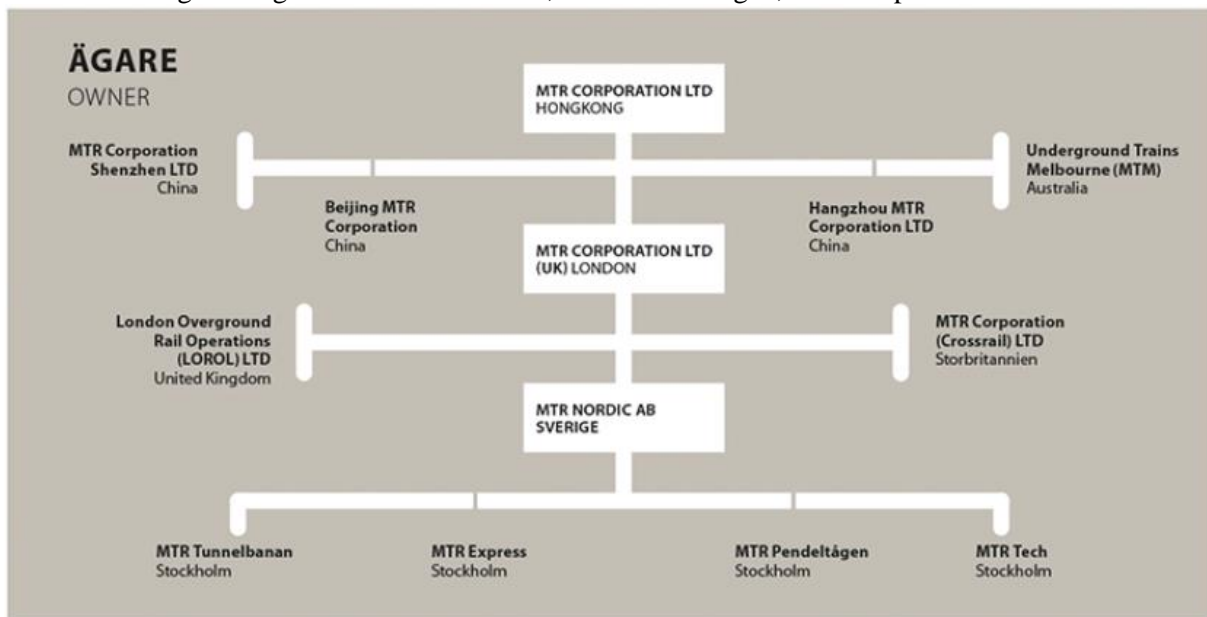 ÄGARE
OWNER
MTR CORPORATION LTD
HONGKONG
MTR Corporation
Shenzhen LTD
China
Beijing MTR
Corporation
China
Hangzhou MTR
Corporation LTD
China
Underground Trains
Melbourne (MTM)
Australia
MTR CORPORATION LTD
(UK) LONDON
London Overground
Rail Operations
(LOROL) LTD
United Kingdom
MTR Corporation
(Crossrail) LTD
Storbritannien
MTR NORDIC AB
SVERIGE
MTR Tunnelbanan
Stockholm
MTR Express
Stockholm
MTR Pendeltågen
Stockholm
MTR Tech
Stockholm